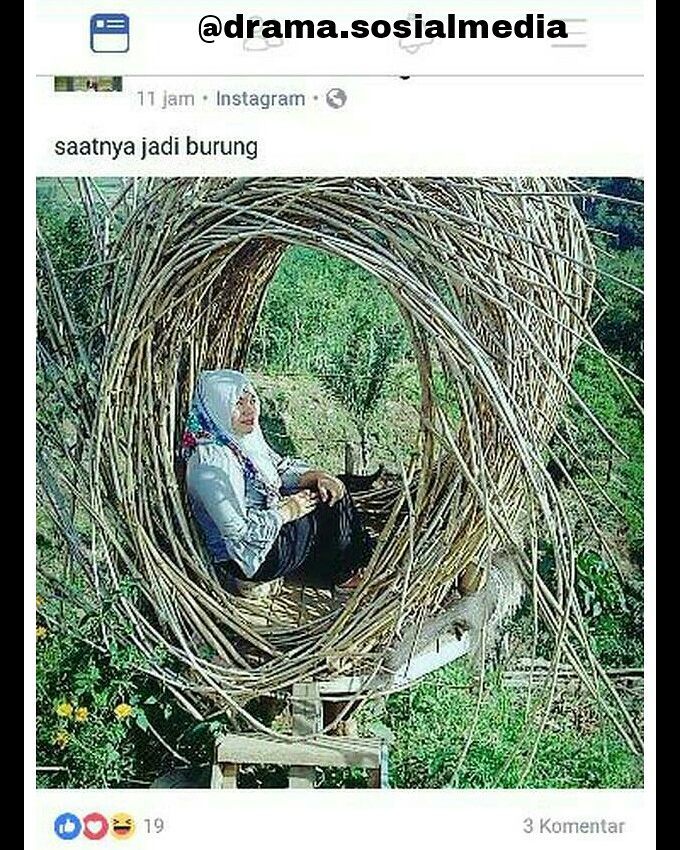 @drama.sosialmedia
11 jam • Instagram •
saatnya jadi burung
19
3 Komentar